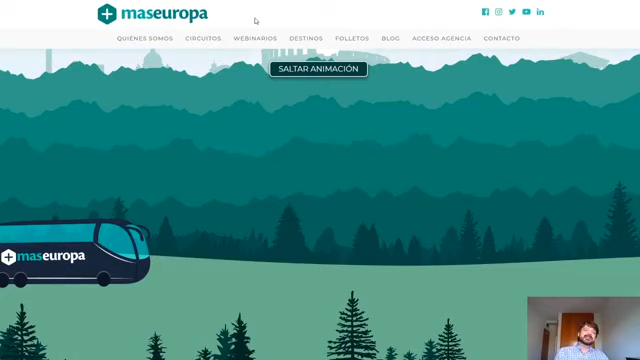 maseuropa
QUIÉNES SOMOS CIRCUITOS WEBINARIOS DESTINOS FOLLETOS BLOG ACCESO AGENCIA CONTACTO
SALTAR ANIMACIÓN
maseuropa